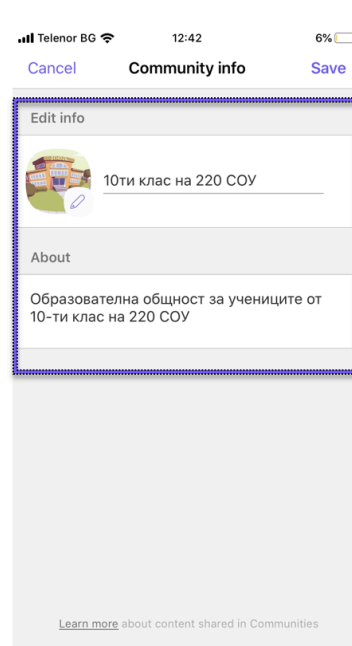 Telenor BG 12:42 6%
Cancel Community info Save
Edit info
10ти клас на 220 СОУ
About
Образователна общност за учениците от
10-ти клас на 220 СОУ
Learn more about content shared in Communities